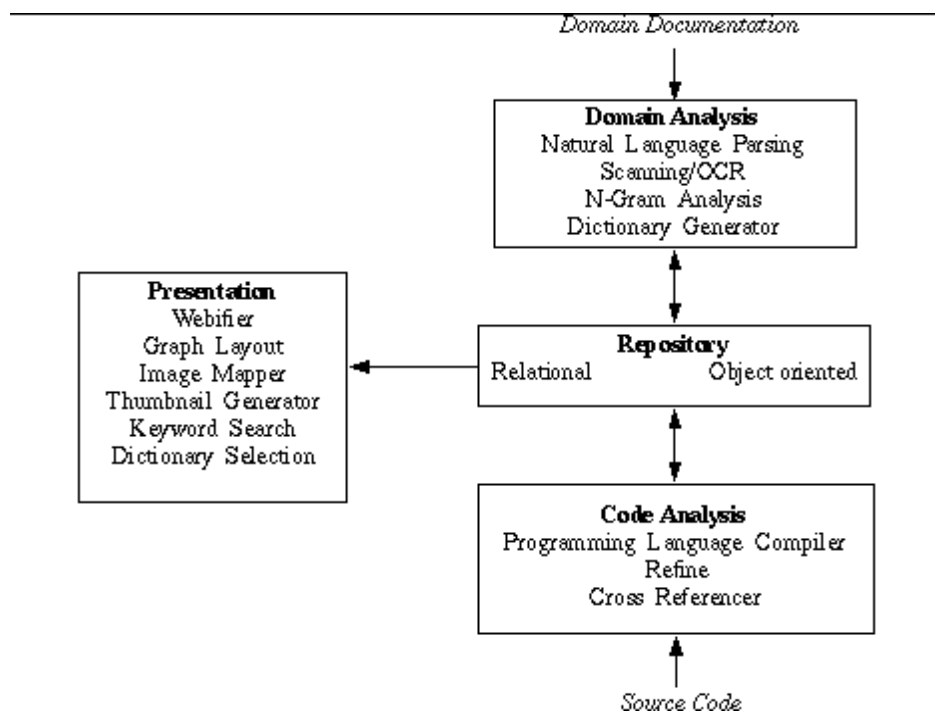 Domain Documentation
Domain Analysis
Natural Language Parsing
Scanning/OCR
N-Gram Analysis
Dictionary Generator
Presentation
Webifier
Graph Layout
Image Mapper
Thumbnail Generator
Keyword Search
Dictionary Selection
Repository
Relational Object oriented
Code Analysis
Programming Language Compiler
Refine
Cross Referencer
Source Code